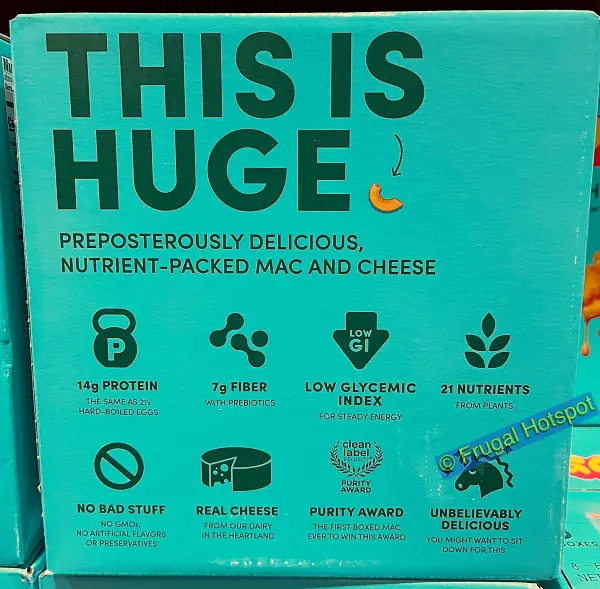 THIS IS
HUGE
PREPOSTEROUSLY DELICIOUS,
NUTRIENT-PACKED MAC AND CHEESE
P
14g PROTEIN
THE SAME AS 2½
HARD-BOILED EGGS
7g FIBER
WITH PREBIOTICS
LOW
GI
LOW GLYCEMIC
INDEX
FOR STEADY ENERGY
21 NUTRIENTS
FROM PLANTS
© Frugal Hotspot
NO BAD STUFF
NO GMOs,
NO ARTIFICIAL FLAVORS
OR PRESERVATIVES
REAL CHEESE
FROM OUR DAIRY
IN THE HEARTLAND
clean
label
PROJECT
PURITY
AWARD
PURITY AWARD
THE FIRST BOXED MAC
EVER TO WIN THIS AWARD
UNBELIEVABLY
DELICIOUS
YOU MIGHT WANT TO SIT
DOWN FOR THIS